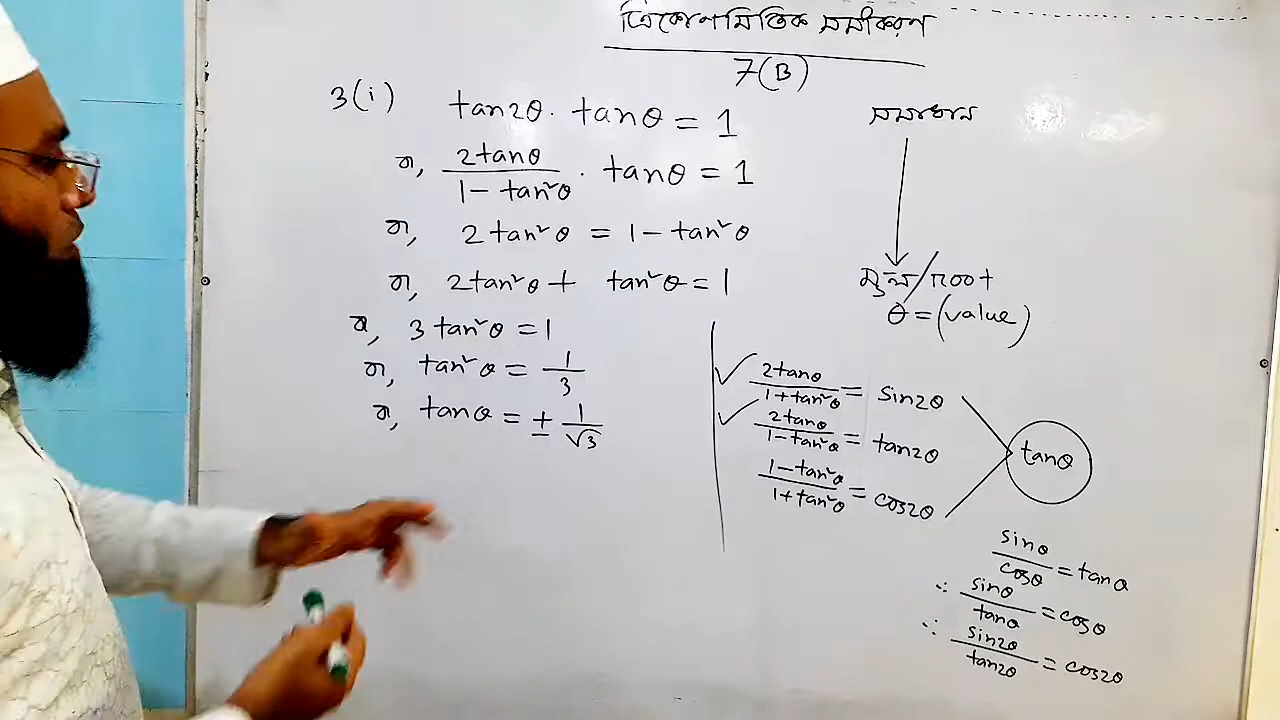 ত্রিকোণমিতিক সমীকরণ
7(B)
3(i) tan2θ · tanθ = 1
বা, 2tanθ/(1 - tan²θ) · tanθ = 1
বা, 2tan²θ = 1 - tan²θ
বা, 2tan²θ + tan²θ = 1
বা, 3tan²θ = 1
বা, tan²θ = 1/3
বা, tanθ = ± 1/√3
সমাধান
মূল/root
θ = (value)
✓ 2tanθ/(1+tan²θ) = sin2θ
✓ 2tanθ/(1-tan²θ) = tan2θ
(1-tan²θ)/(1+tan²θ) = cos2θ
tanθ
sinθ/cosθ = tanθ
∴ sinθ/tanθ = cosθ
∴ sin2θ/tan2θ = cos2θ